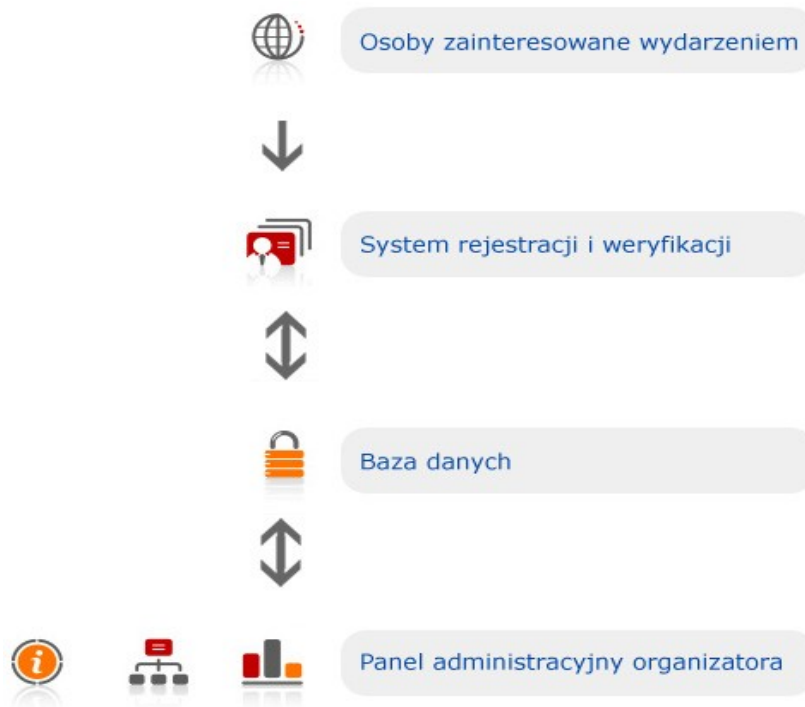 Osoby zainteresowane wydarzeniem
System rejestracji i weryfikacji
Baza danych
i
Panel administracyjny organizatora